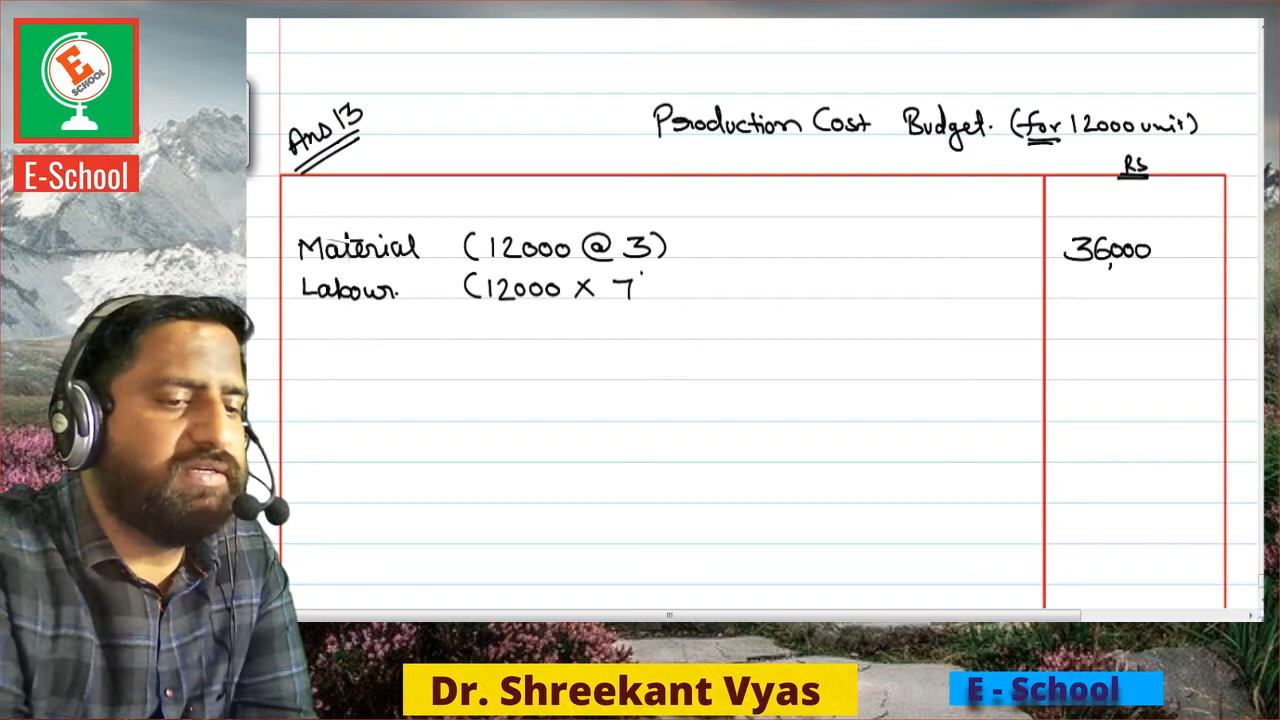 E
SCHOOL
E-School
Ans 13
Production Cost Budget. (for 12000 unit)
Rs
Material (12000 @ 3) 36,000
Labour. (12000 x 7
Dr. Shreekant Vyas
E - School